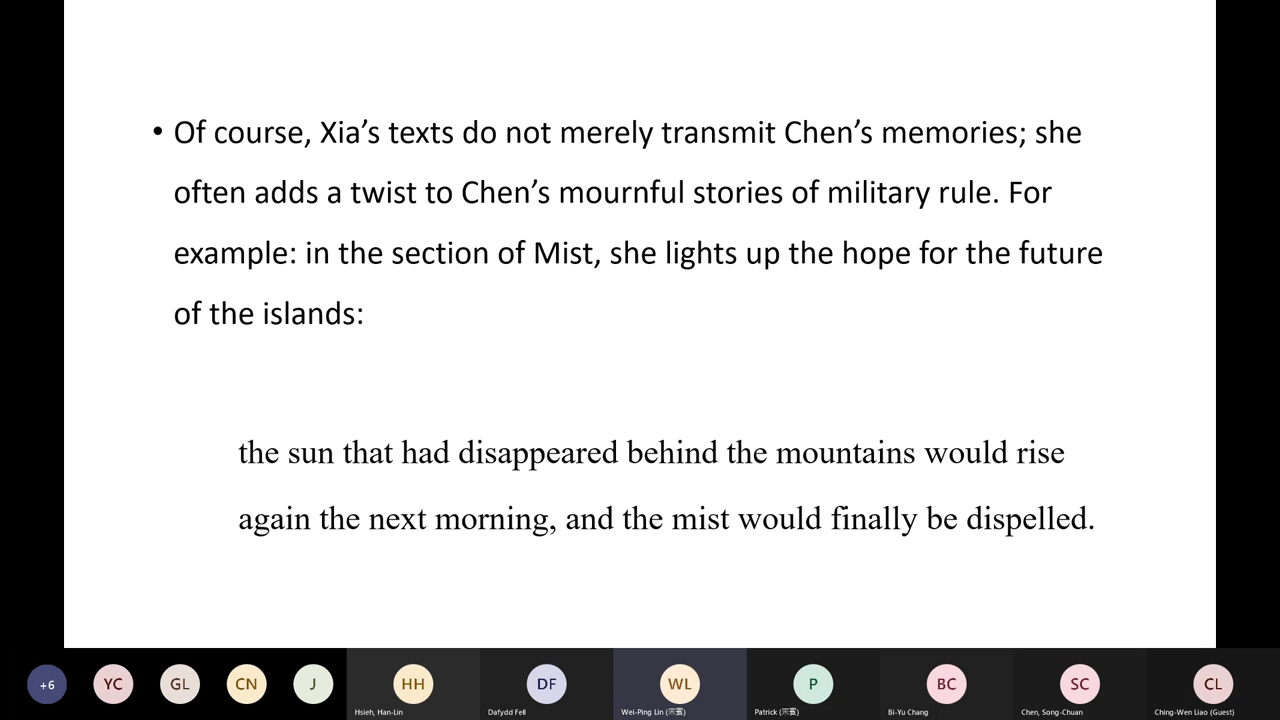 • Of course, Xia’s texts do not merely transmit Chen’s memories; she
often adds a twist to Chen’s mournful stories of military rule. For
example: in the section of Mist, she lights up the hope for the future
of the islands:
the sun that had disappeared behind the mountains would rise
again the next morning, and the mist would finally be dispelled.
+6
YC
GL
CN
J
HH
DF
WL
P
BC
SC
CL
Hsieh, Han-Lin
Dafydd Fell
Wei-Ping Lin
Patrick
Bi-Yu Chang
Chen, Song-Chuan
Ching-Wen Liao (Guest)